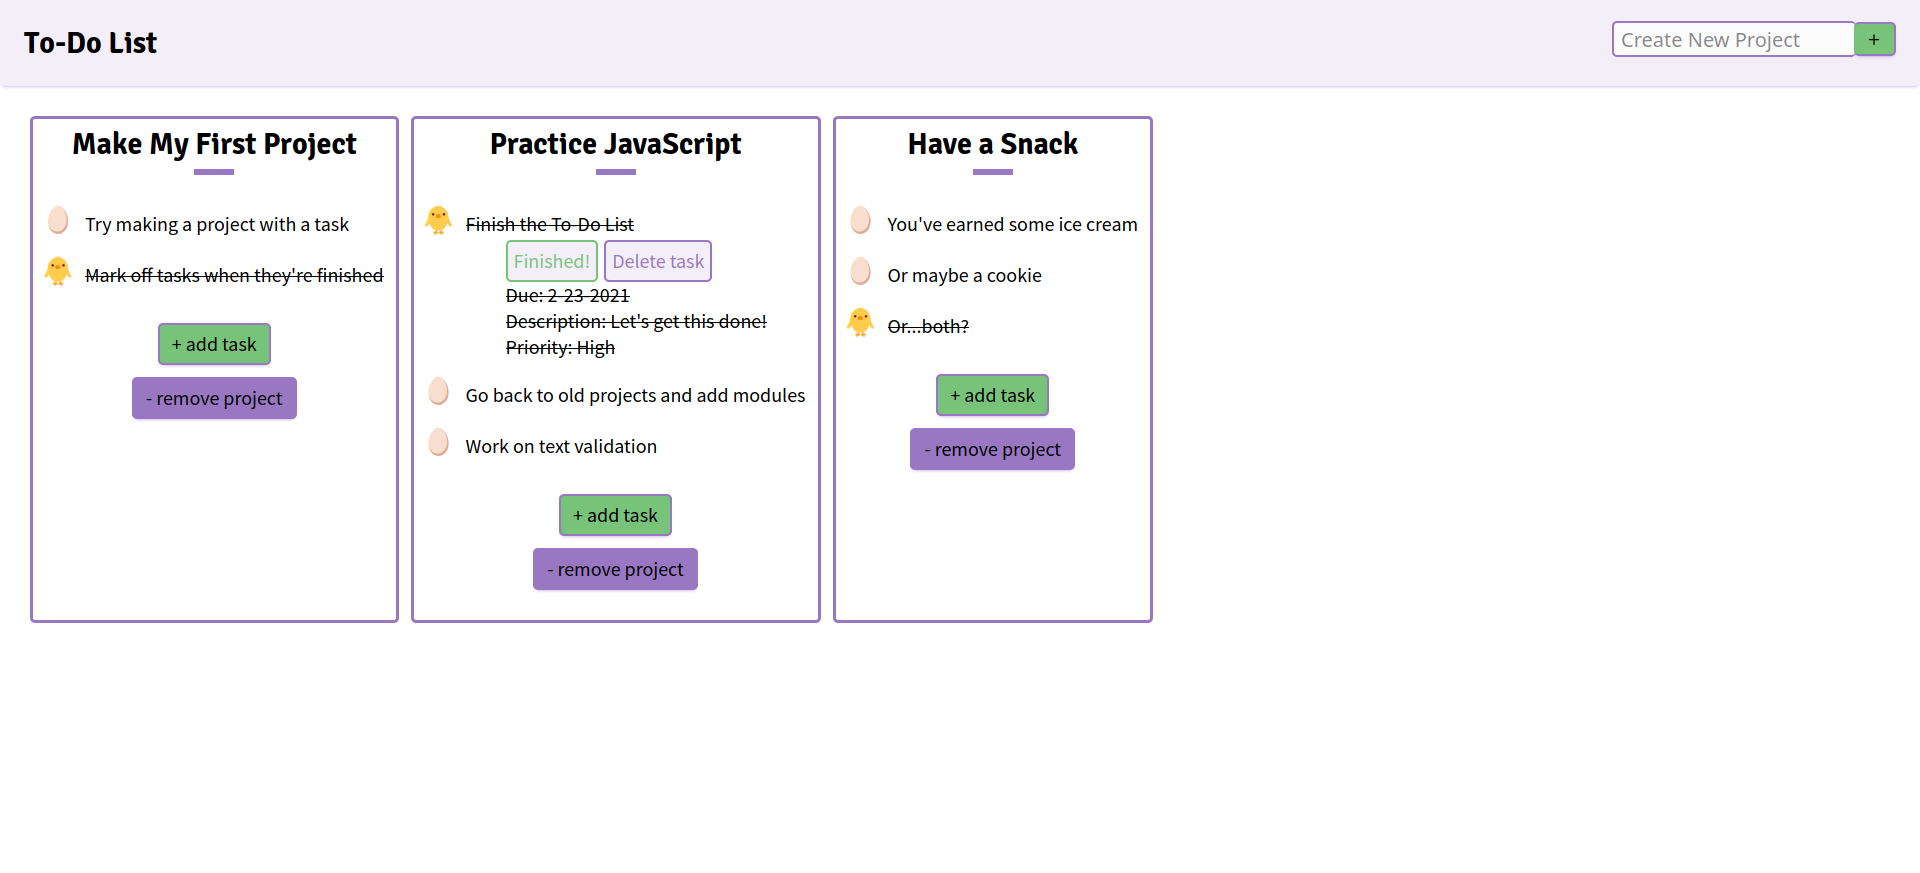 To-Do List
Create New Project
+
Make My First Project
Try making a project with a task
Mark off tasks when they're finished
+ add task
- remove project
Practice JavaScript
Finish the To-Do List
Finished!
Delete task
Due: 2-23-2021
Description: Let's get this done!
Priority: High
Go back to old projects and add modules
Work on text validation
+ add task
- remove project
Have a Snack
You've earned some ice cream
Or maybe a cookie
Or...both?
+ add task
- remove project